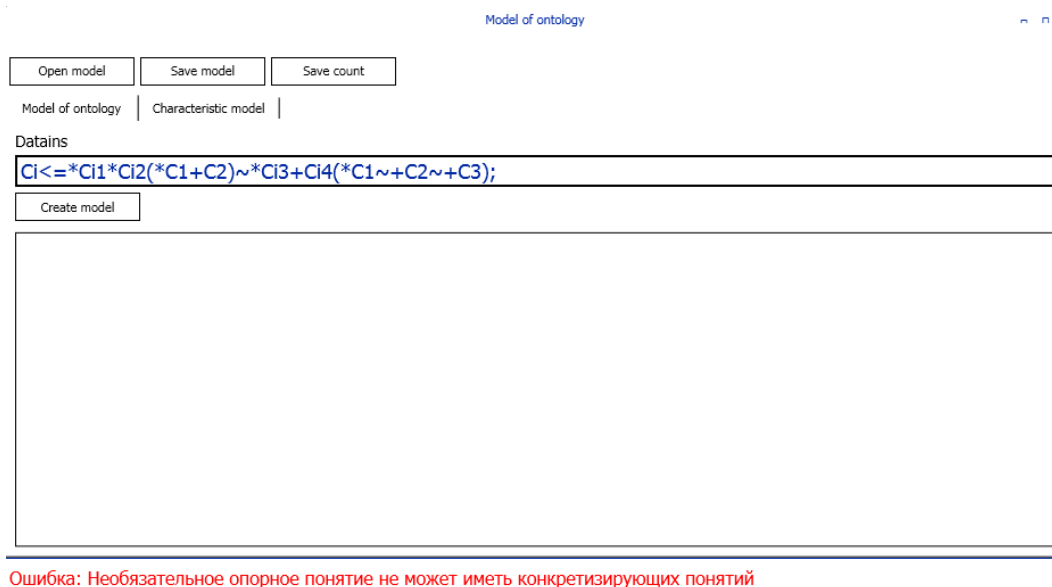 Model of ontology
Open model Save model Save count
Model of ontology Characteristic model
Datains
Ci<=*Ci1*Ci2(*C1+C2)~*Ci3+Ci4(*C1~+C2~+C3);
Create model
Ошибка: Необязательное опорное понятие не может иметь конкретизирующих понятий